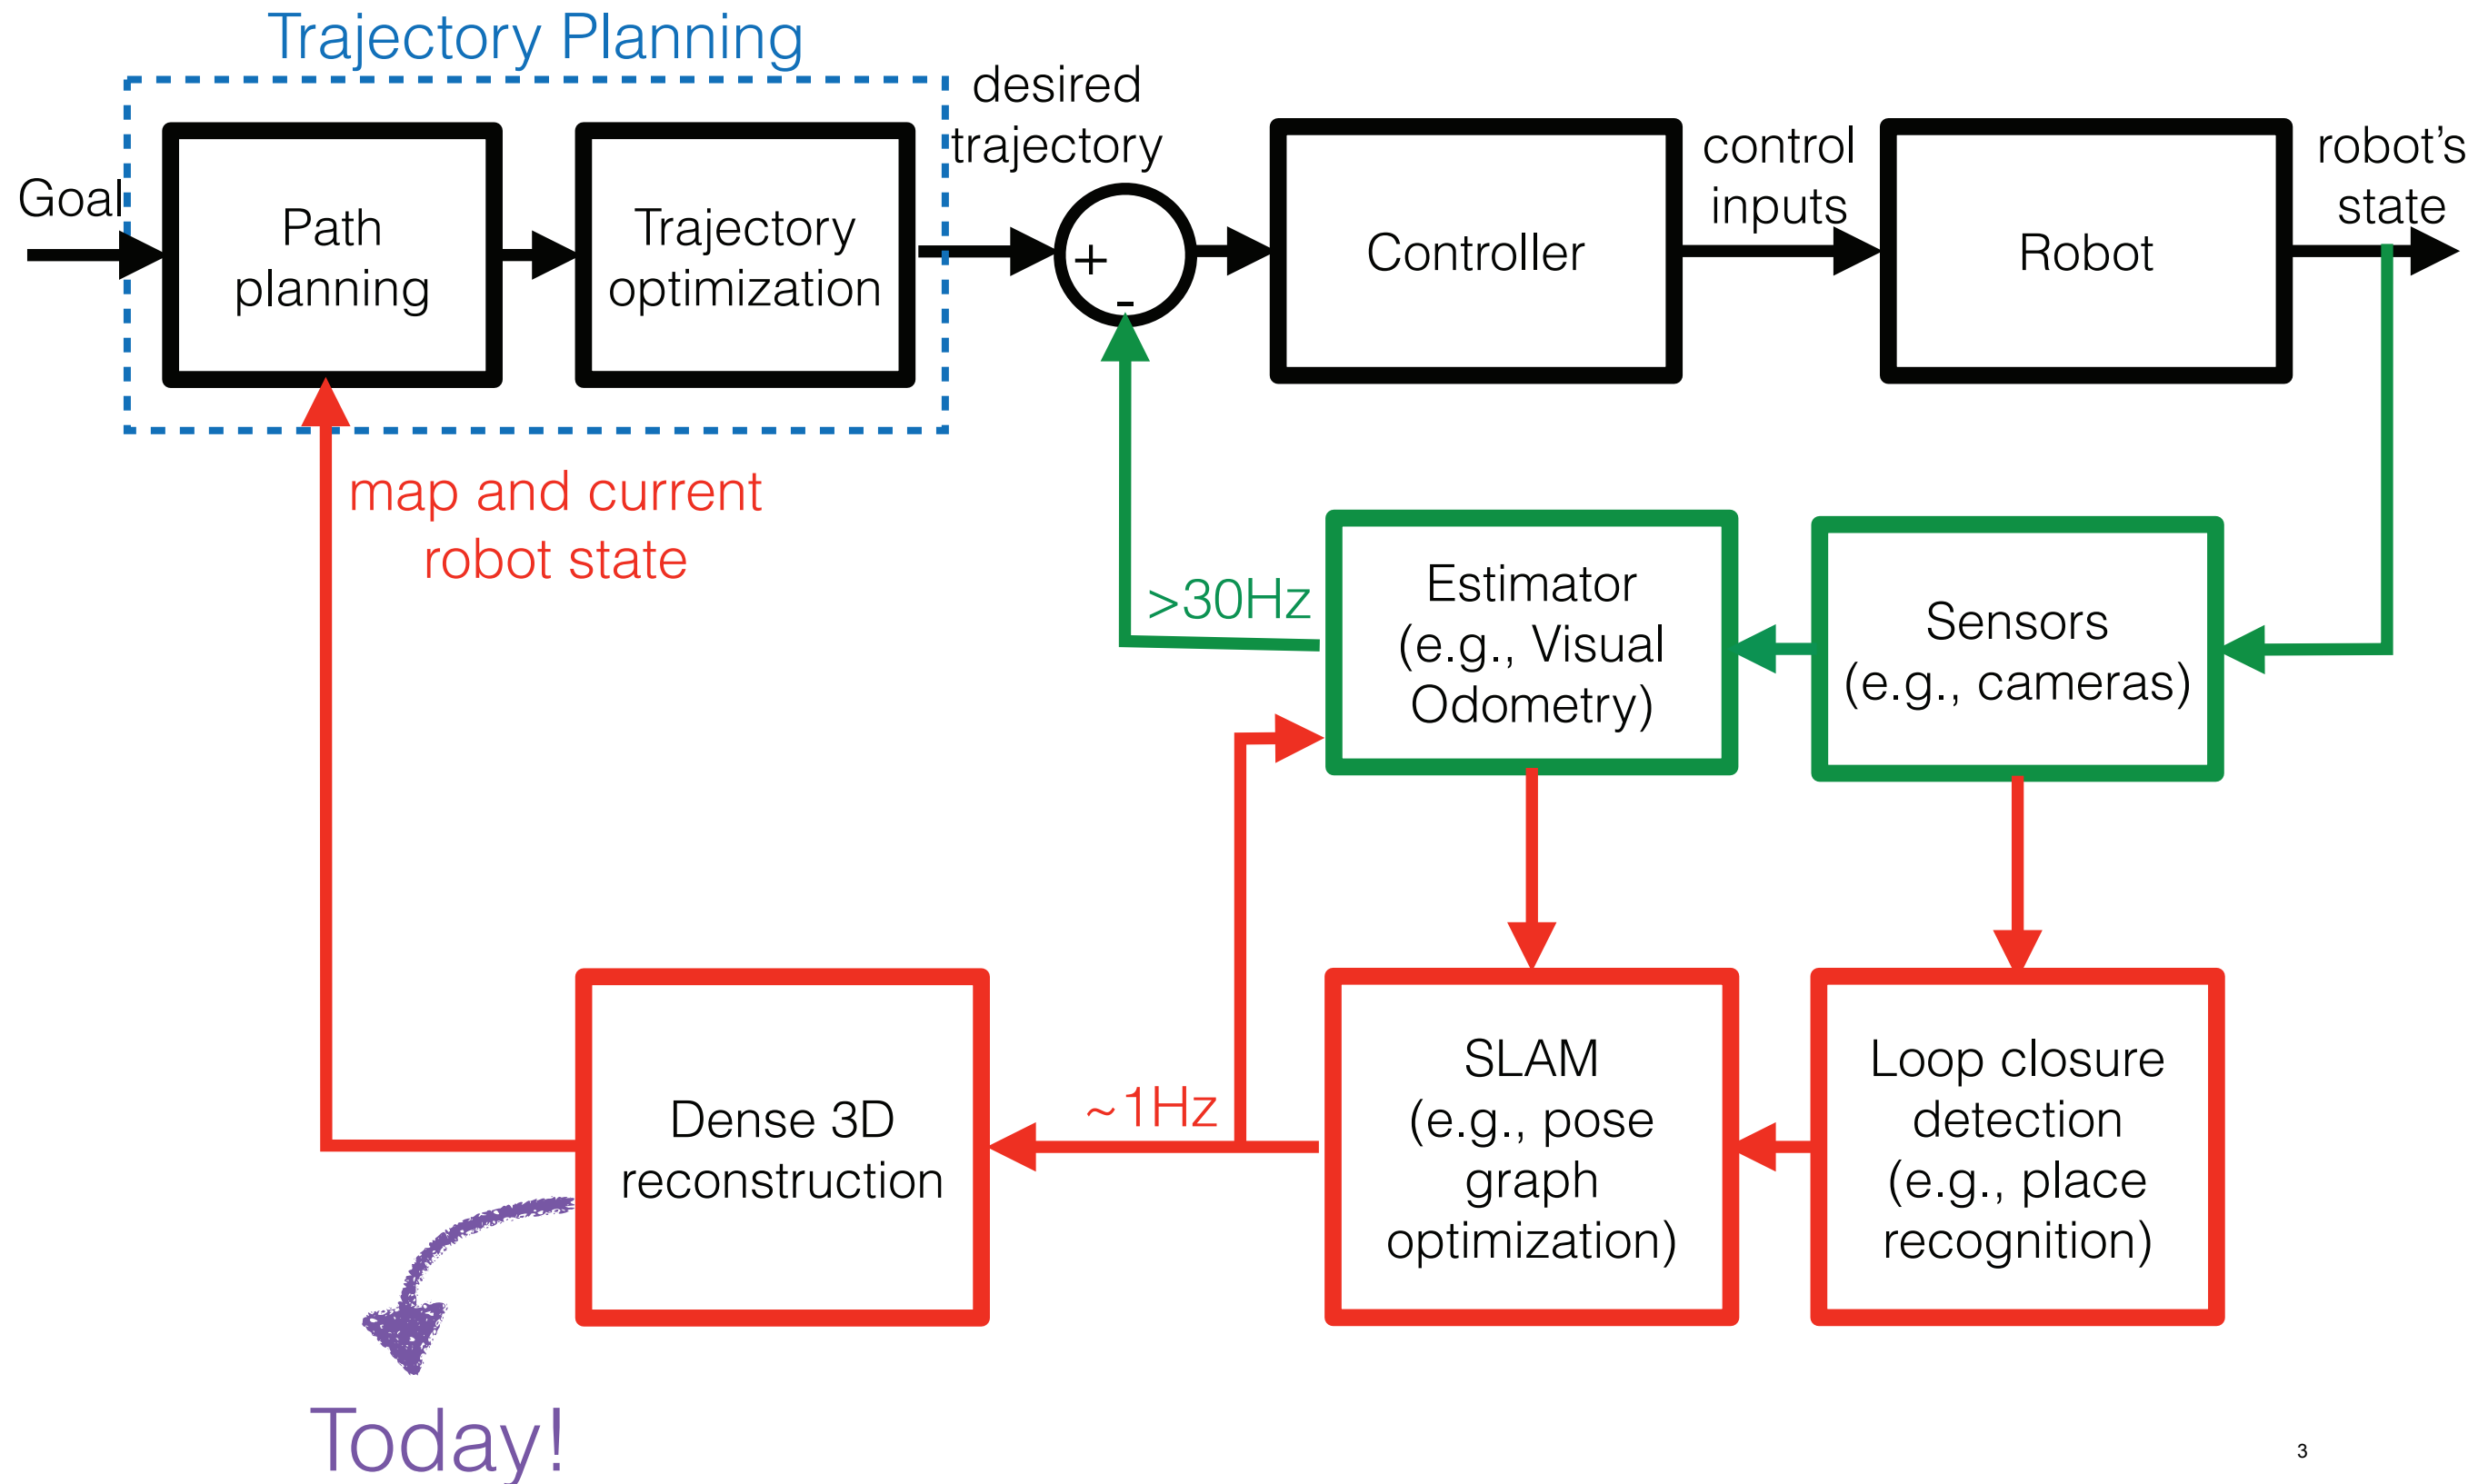 Trajectory Planning
Goal
Path
planning
Trajectory
optimization
desired
trajectory
+
-
Controller
control
inputs
Robot
robot's
state
map and current
robot state
>30Hz
Estimator
(e.g., Visual
Odometry)
Sensors
(e.g., cameras)
Dense 3D
reconstruction
~1Hz
SLAM
(e.g., pose
graph
optimization)
Loop closure
detection
(e.g., place
recognition)
Today!
3